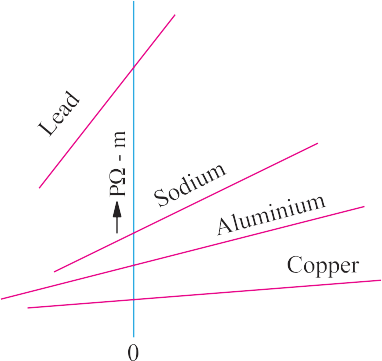 Lead
PΩ - m
Sodium
Aluminium
Copper
0